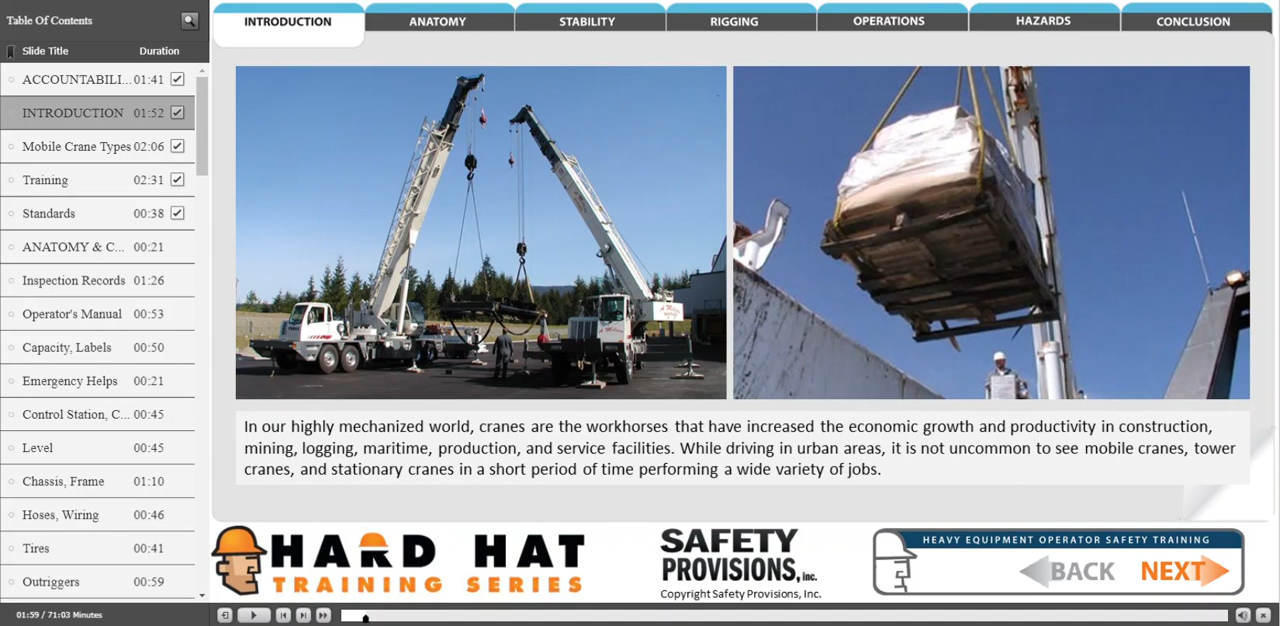 Table Of Contents
Slide Title Duration
ACCOUNTABILI... 01:41
INTRODUCTION 01:52
Mobile Crane Types 02:06
Training 02:31
Standards 00:38
ANATOMY & C... 00:21
Inspection Records 01:26
Operator's Manual 00:53
Capacity, Labels 00:50
Emergency Helps 00:21
Control Station, C... 00:45
Level 00:45
Chassis, Frame 01:10
Hoses, Wiring 00:46
Tires 00:41
Outriggers 00:59
01:59 / 71:03 Minutes
INTRODUCTION ANATOMY STABILITY RIGGING OPERATIONS HAZARDS CONCLUSION
In our highly mechanized world, cranes are the workhorses that have increased the economic growth and productivity in construction,
mining, logging, maritime, production, and service facilities. While driving in urban areas, it is not uncommon to see mobile cranes, tower
cranes, and stationary cranes in a short period of time performing a wide variety of jobs.
HARD HAT
TRAINING SERIES
SAFETY
PROVISIONS, inc.
Copyright Safety Provisions, Inc.
HEAVY EQUIPMENT OPERATOR SAFETY TRAINING
BACK NEXT